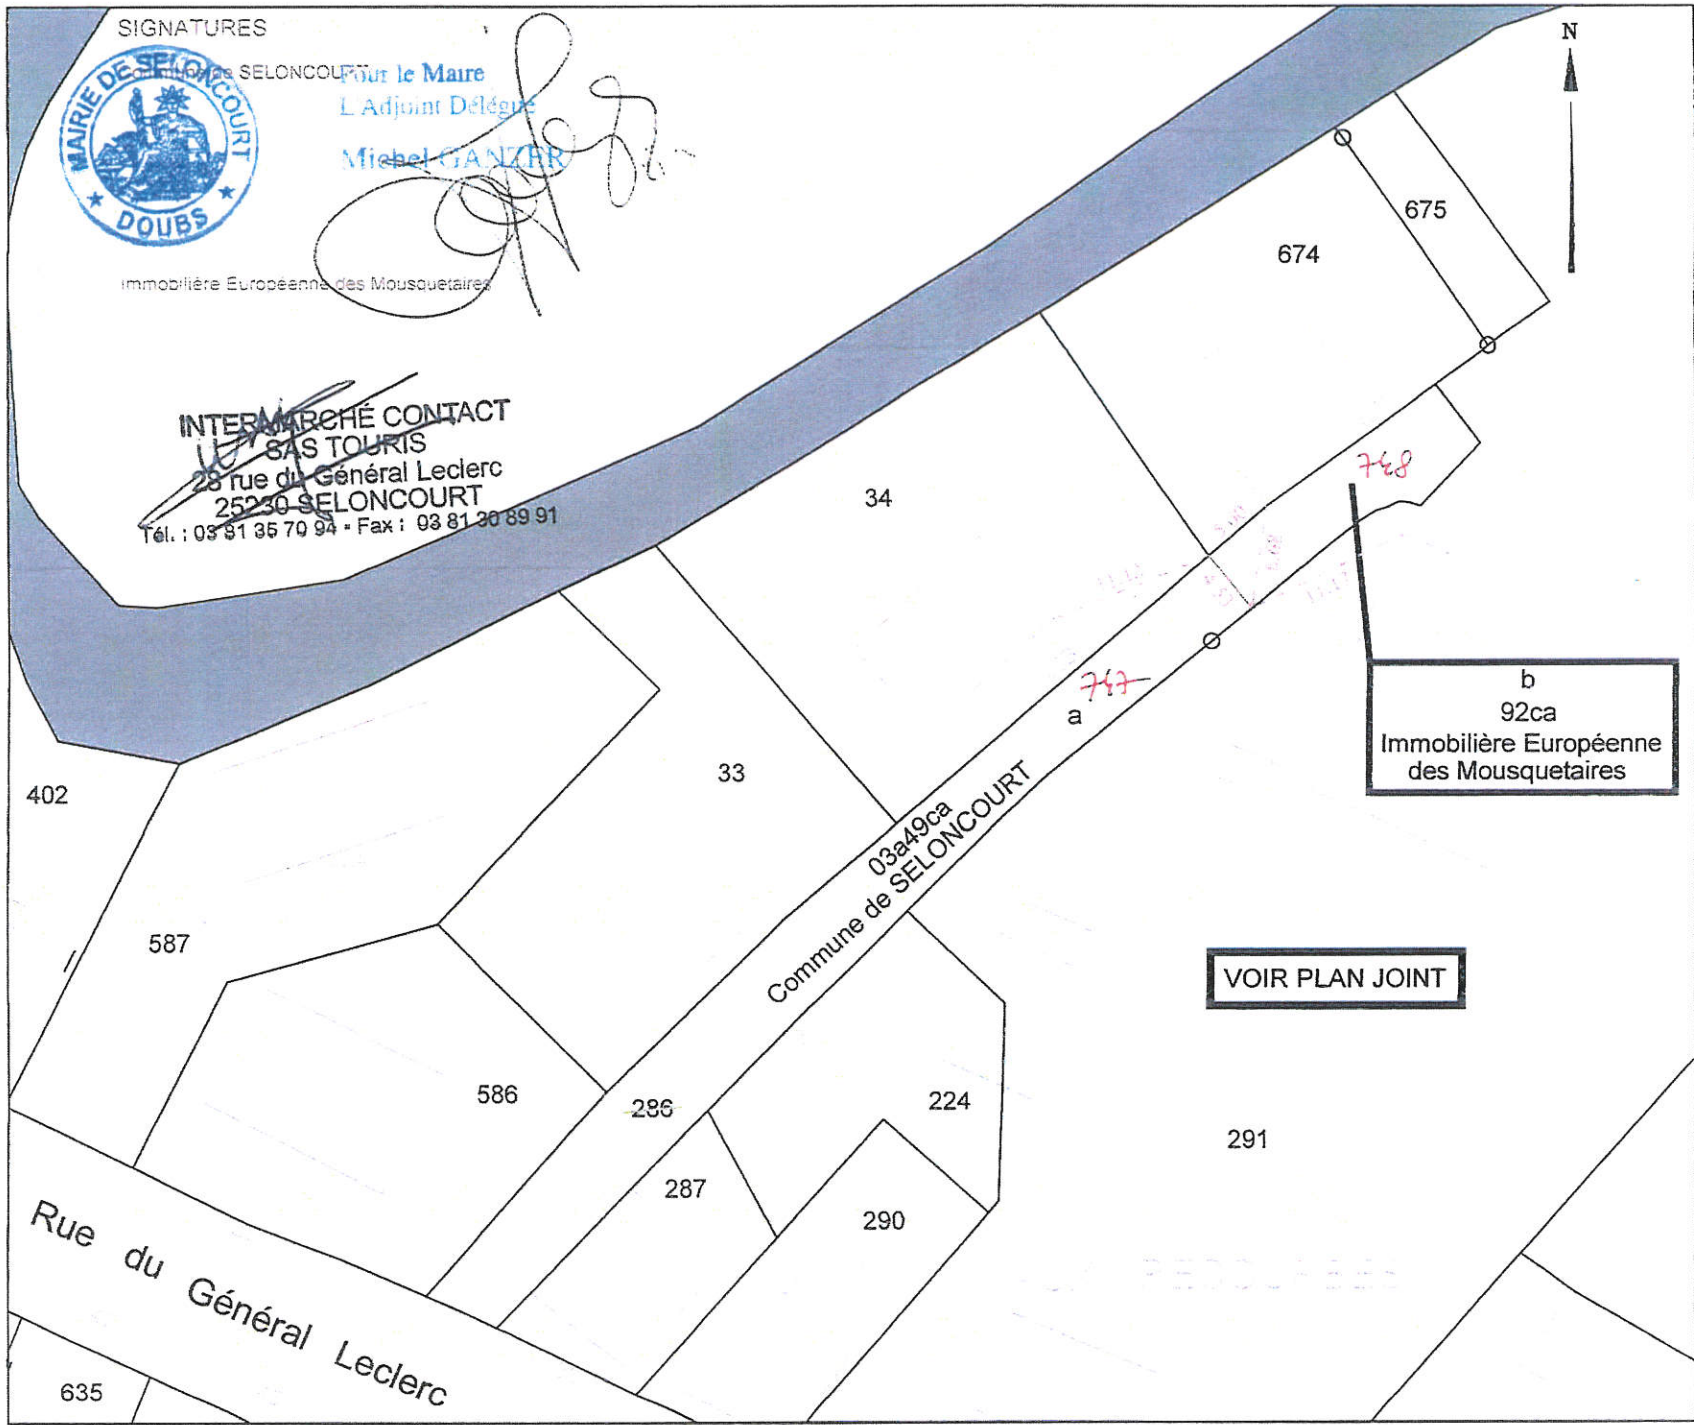 SIGNATURES
Commune de SELONCOURT
Pour le Maire
L'Adjoint Délégué
Michel GANZER
MAIRIE DE SELONCOURT
★ DOUBS ★
Immobilière Européenne des Mousquetaires
INTERMARCHÉ CONTACT
SAS TOURIS
28 rue du Général Leclerc
25230 SELONCOURT
Tél. : 03 81 35 70 94 - Fax : 03 81 30 89 91
N
675
674
34
748
b
92ca
Immobilière Européenne
des Mousquetaires
747
a
33
402
03a49ca
Commune de SELONCOURT
587
VOIR PLAN JOINT
586
286
224
291
287
290
Rue du Général Leclerc
635